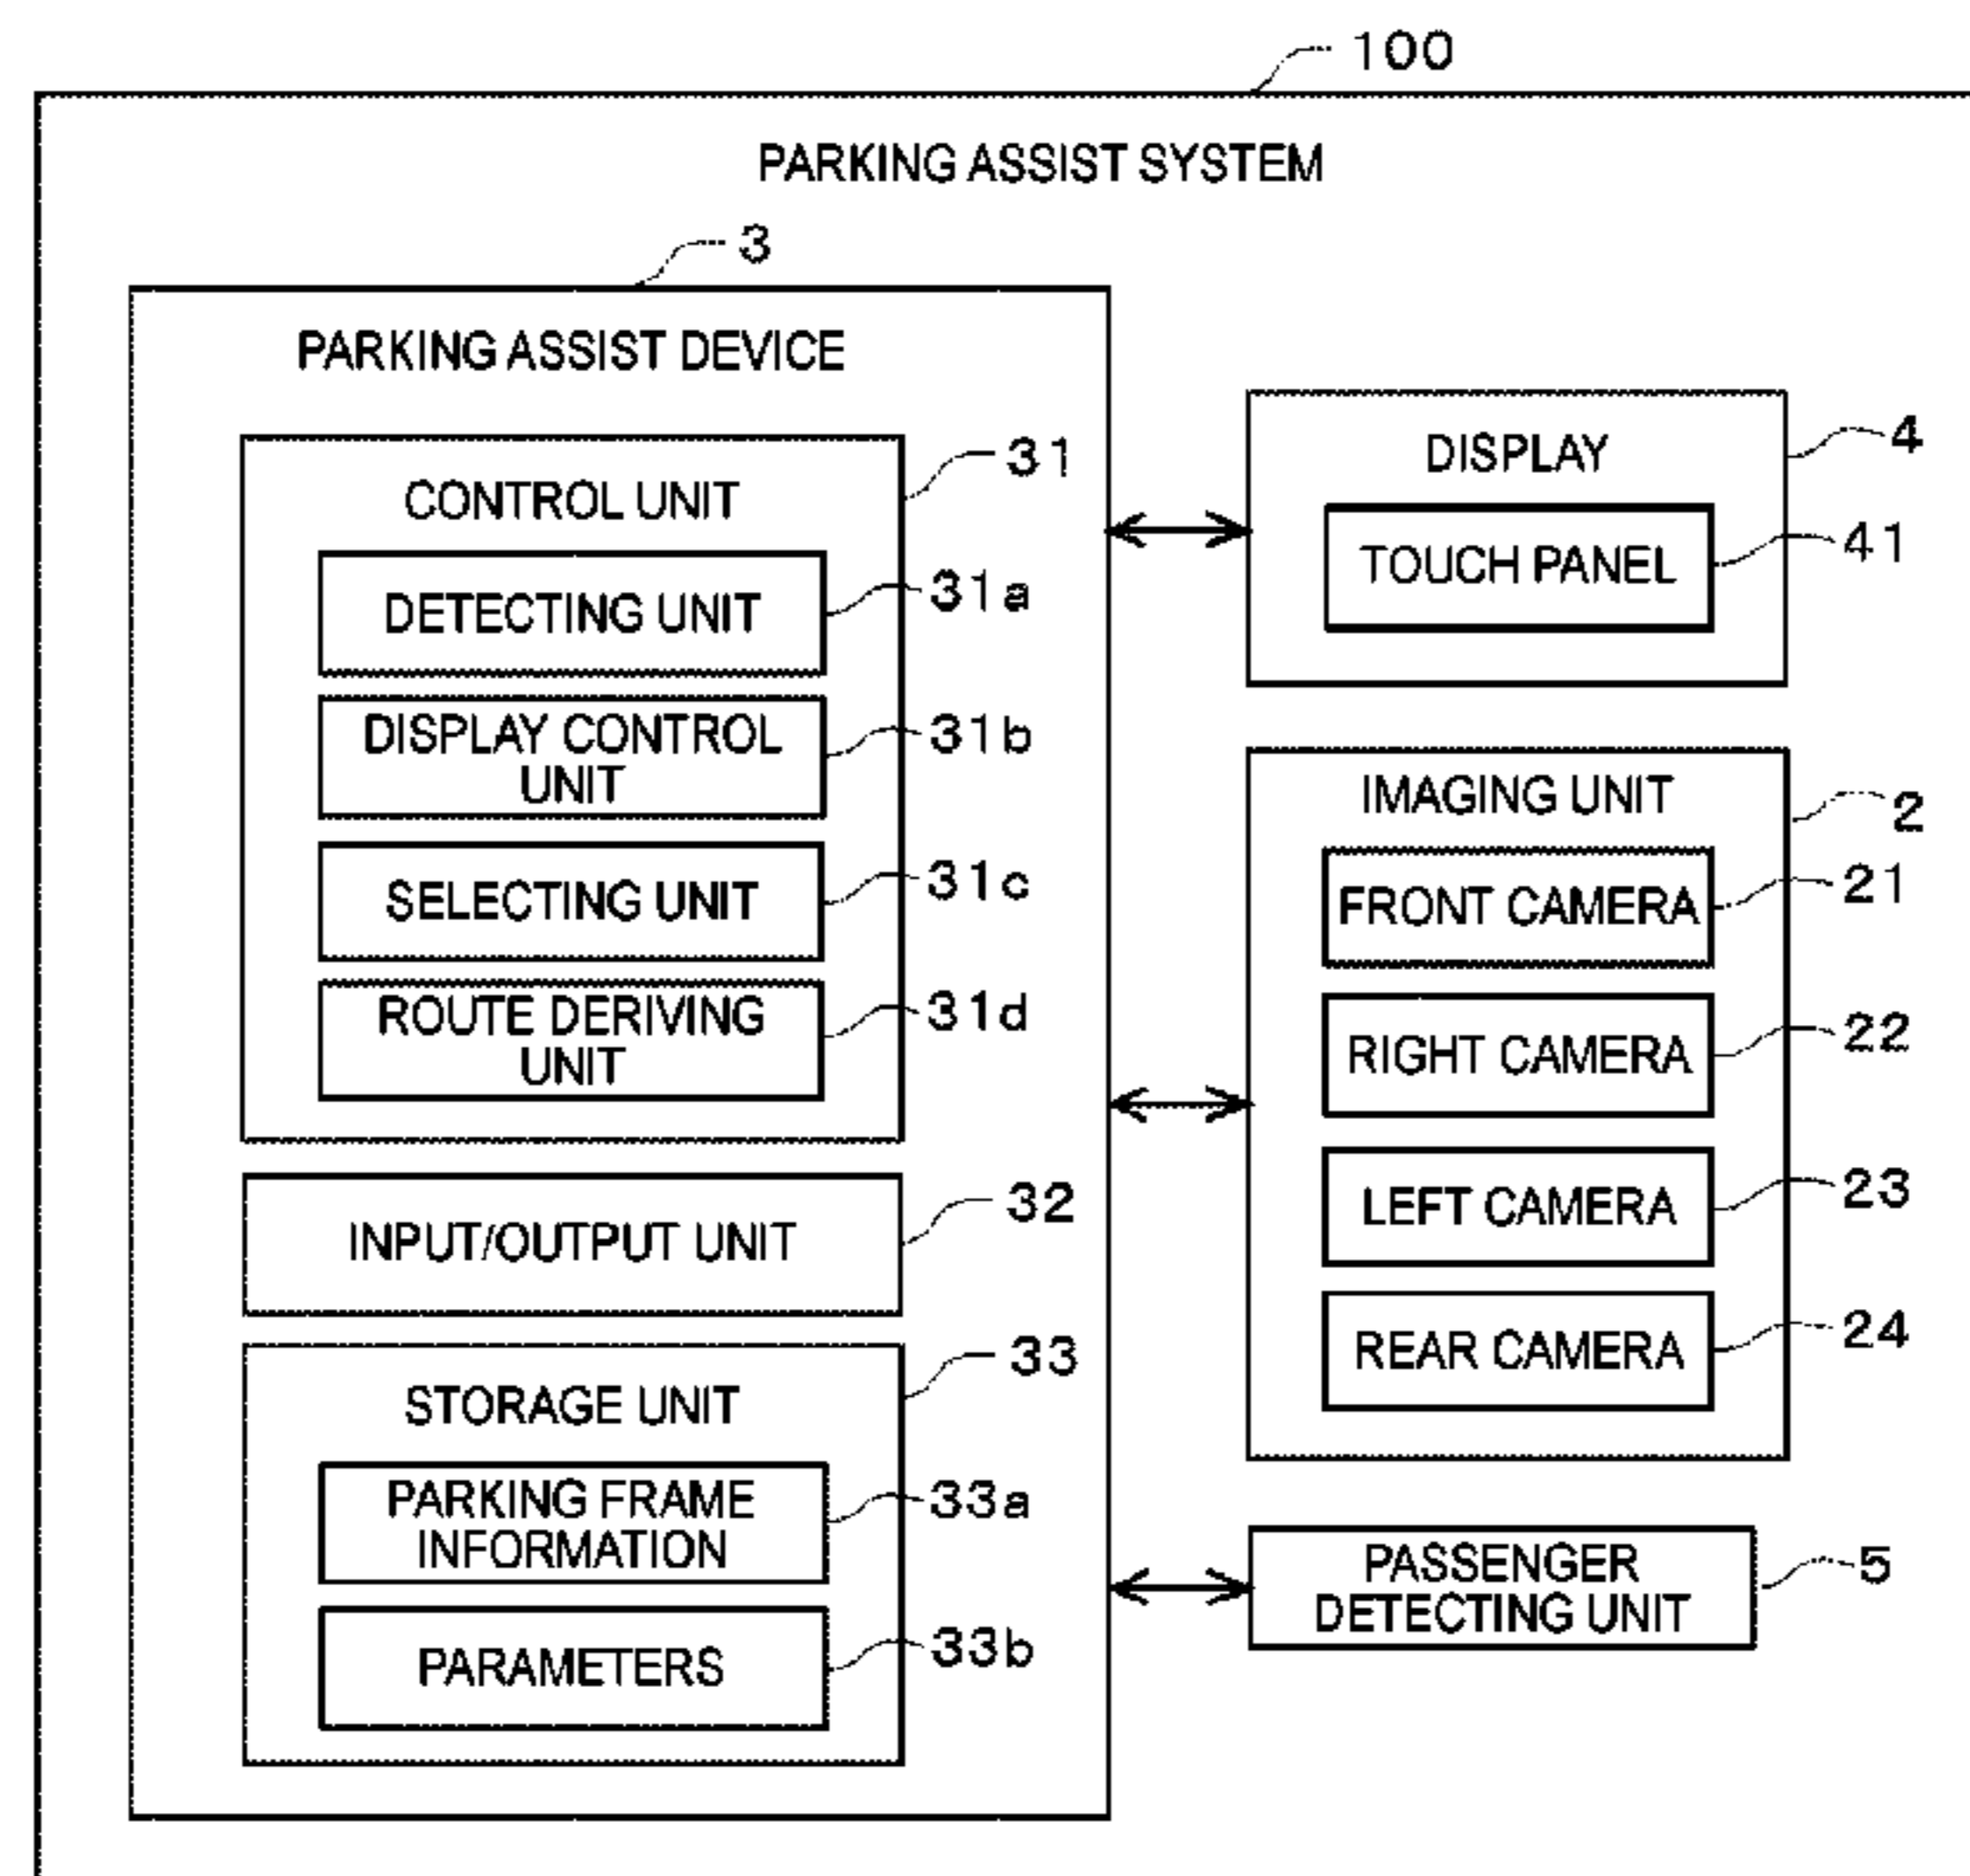 100
PARKING ASSIST SYSTEM
3
PARKING ASSIST DEVICE
CONTROL UNIT
31
DETECTING UNIT
31a
DISPLAY CONTROL
UNIT
31b
SELECTING UNIT
31c
ROUTE DERIVING
UNIT
31d
INPUT/OUTPUT UNIT
32
STORAGE UNIT
33
PARKING FRAME
INFORMATION
33a
PARAMETERS
33b
DISPLAY
4
TOUCH PANEL
41
IMAGING UNIT
2
FRONT CAMERA
21
RIGHT CAMERA
22
LEFT CAMERA
23
REAR CAMERA
24
PASSENGER
DETECTING UNIT
5